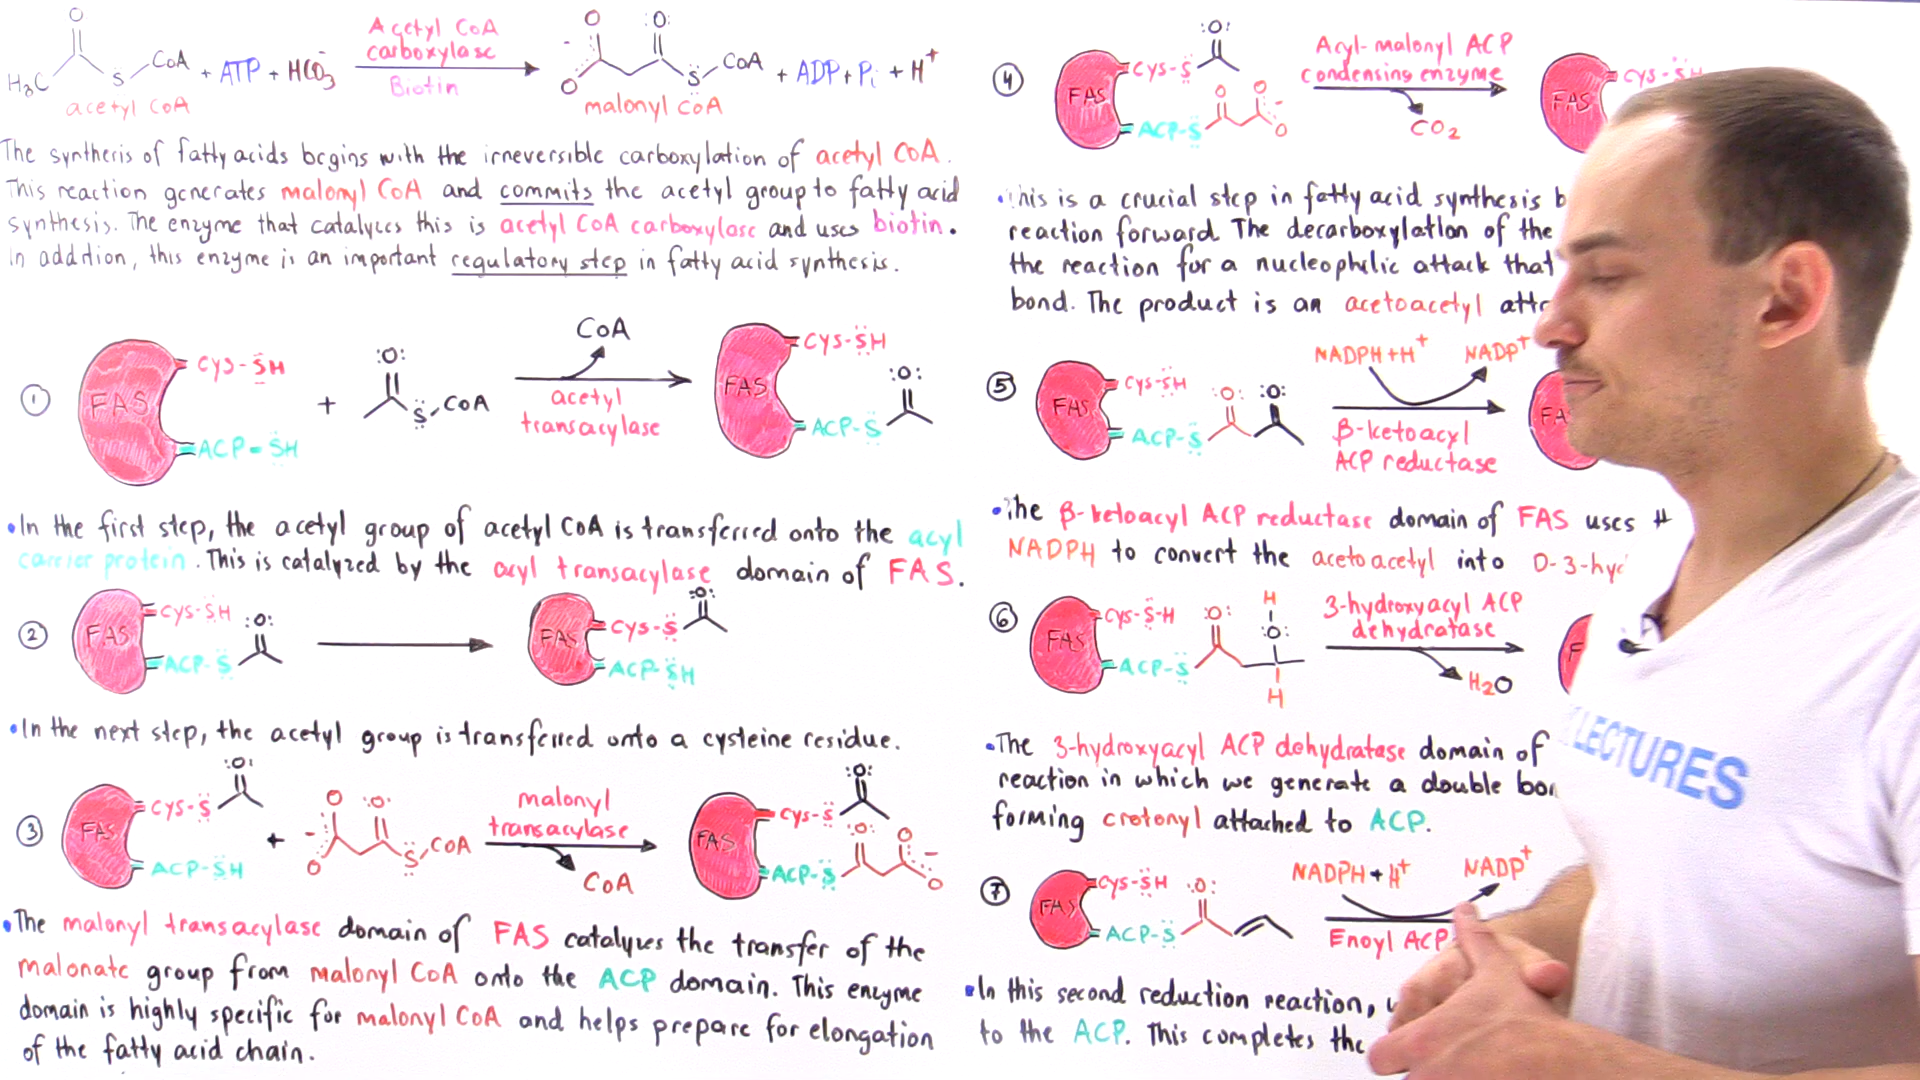 O :O:
O
H₃C S CoA + ATP + HCO₃⁻ Acetyl CoA carboxylase Biotin O S̈ CoA + ADP + Pi + H⁺
acetyl CoA malonyl CoA
The synthesis of fatty acids begins with the irreversible carboxylation of acetyl CoA.
This reaction generates malonyl CoA and commits the acetyl group to fatty acid
synthesis. The enzyme that catalyzes this is acetyl CoA carboxylase and uses biotin.
In addition, this enzyme is an important regulatory step in fatty acid synthesis.
① FAS Cys-SH ACP-SH + :O: S CoA CoA acetyl transacylase FAS Cys-SH ACP-S :O:
•In the first step, the acetyl group of acetyl CoA is transferred onto the acyl
carrier protein. This is catalyzed by the acyl transacylase domain of FAS.
② FAS Cys-SH ACP-S :O: FAS Cys-S :O: ACP-SH
•In the next step, the acetyl group is transferred onto a cysteine residue.
③ FAS Cys-S :O: ACP-SH + O O :O: S CoA malonyl transacylase CoA FAS Cys-S :O: ACP-S :O: O O
•The malonyl transacylase domain of FAS catalyzes the transfer of the
malonate group from malonyl CoA onto the ACP domain. This enzyme
domain is highly specific for malonyl CoA and helps prepare for elongation
of the fatty acid chain.
④ FAS Cys-S :O: ACP-S O O O Acyl-malonyl ACP condensing enzyme CO₂ FAS Cys-SH
•This is a crucial step in fatty acid synthesis
reaction forward. The decarboxylation of the
the reaction for a nucleophilic attack that
bond. The product is an acetoacetyl
⑤ FAS Cys-SH ACP-S :O: :O: NADPH+H⁺ NADP⁺ β-ketoacyl ACP reductase
•The β-ketoacyl ACP reductase domain of FAS uses
NADPH to convert the acetoacetyl into
⑥ FAS Cys-S-H ACP-S :O: H :O: H 3-hydroxyacyl ACP dehydratase H₂O
•The 3-hydroxyacyl ACP dehydratase domain of
reaction in which we generate a double
forming crotonyl attached to ACP.
⑦ FAS Cys-SH ACP-S :O: NADPH + H⁺ NADP⁺ Enoyl ACP
•In this second reduction reaction,
to the ACP. This completes the
LECTURES